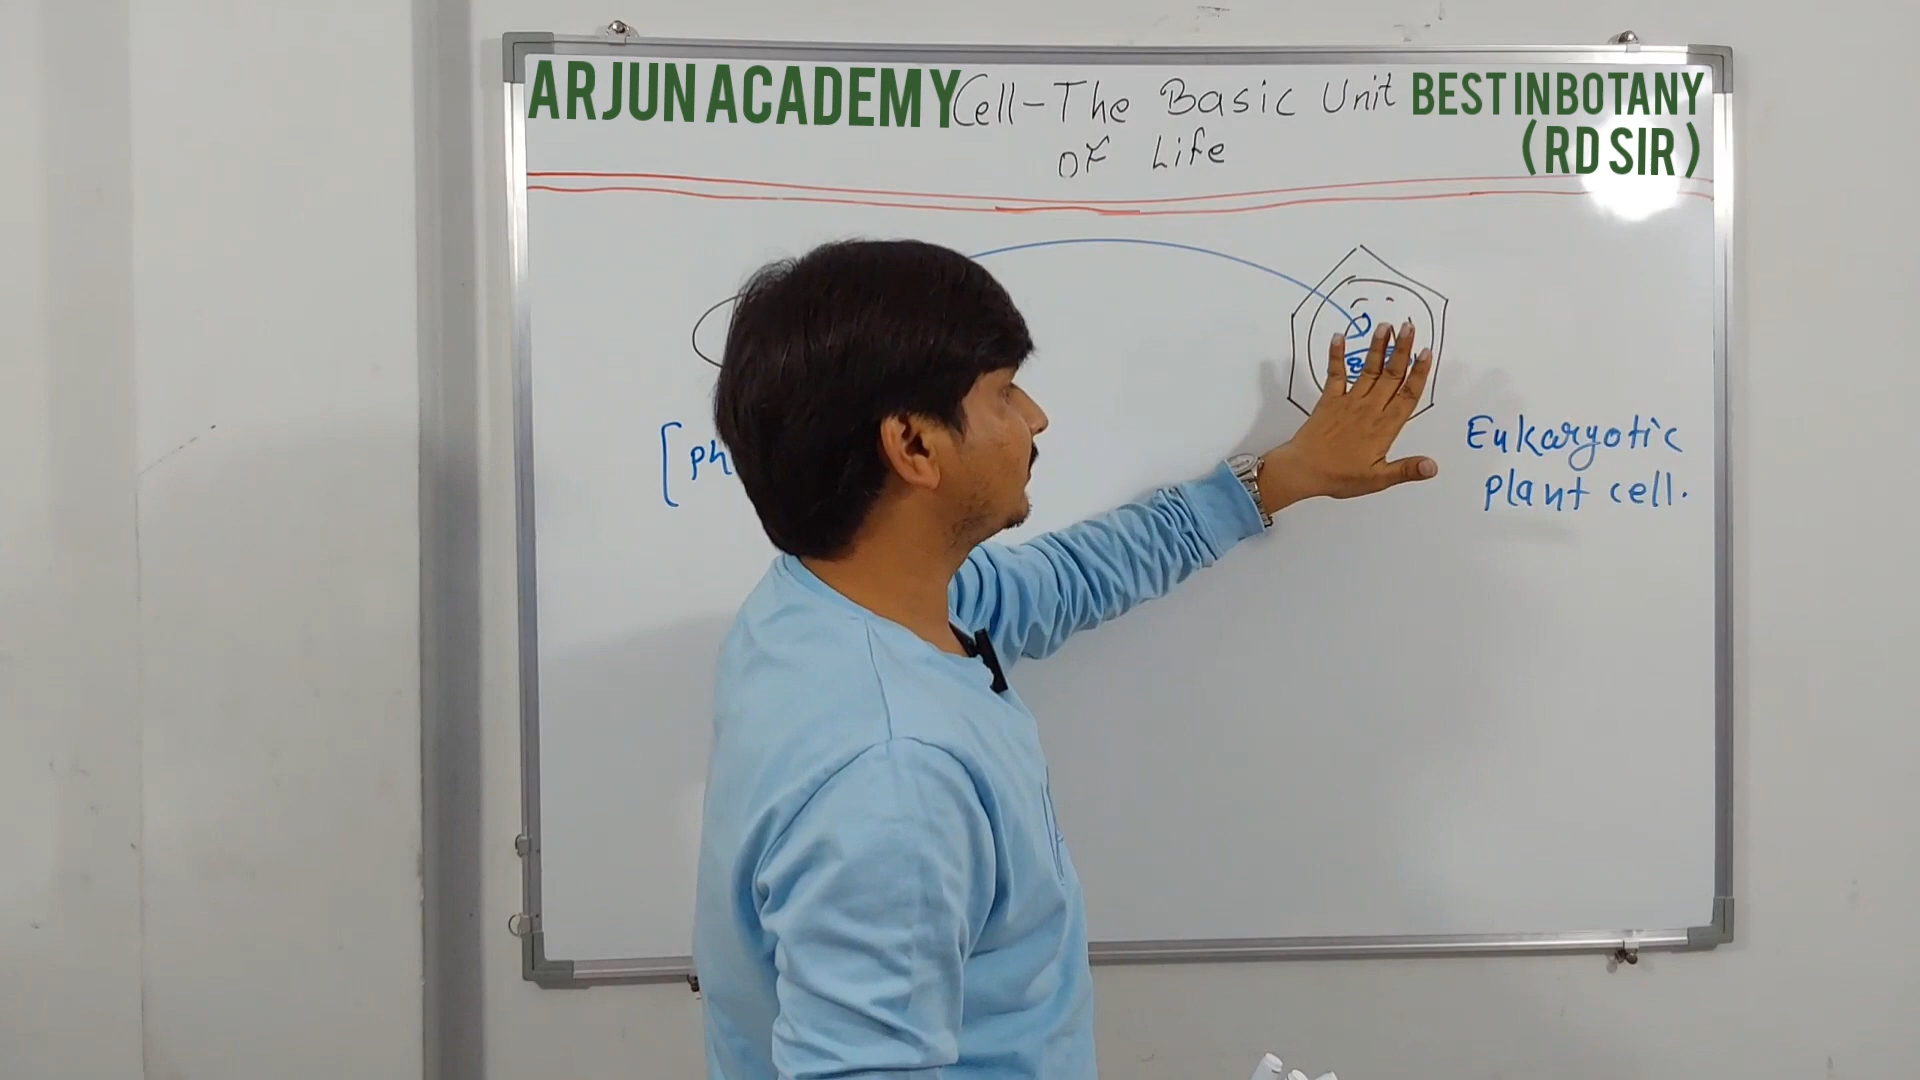 ARJUN ACADEMY
Cell-The Basic Unit
OF Life
BEST IN BOTANY
(RD SIR)
Eukaryotic
plant cell.